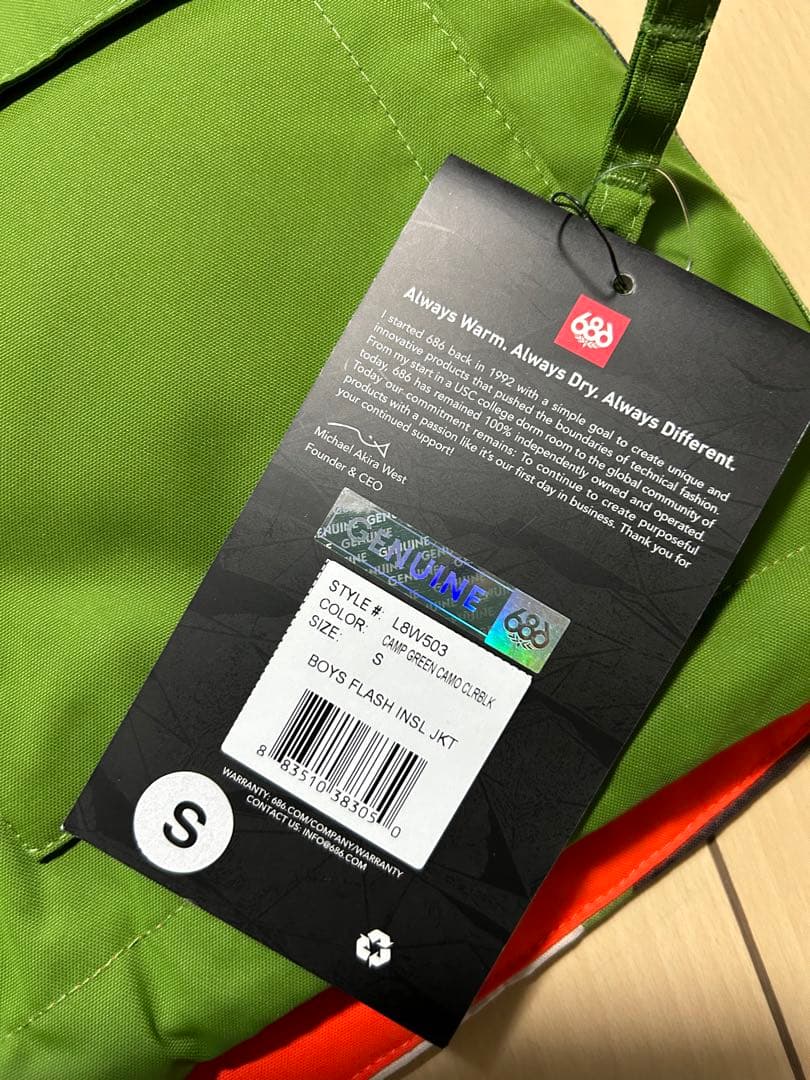 686
Always Warm. Always Dry. Always Different.
I started 686 back in 1992 with a simple goal to create unique and
innovative products that pushed the boundaries of technical fashion.
From my start in a USC college dorm room to the global community of
today, 686 has remained 100% independently owned and operated.
Today our commitment remains: To continue to create purposeful
products with a passion like it's our first day in business. Thank you for
your continued support!
Michael Akira West
Founder & CEO
GENUINE
686
STYLE #: L8W503
COLOR: CAMP GREEN CAMO CLRBLK
SIZE: S
BOYS FLASH INSL JKT
8 83510 38305 0
S
WARRANTY: 686.COM/COMPANY/WARRANTY
CONTACT US: INFO@686.COM